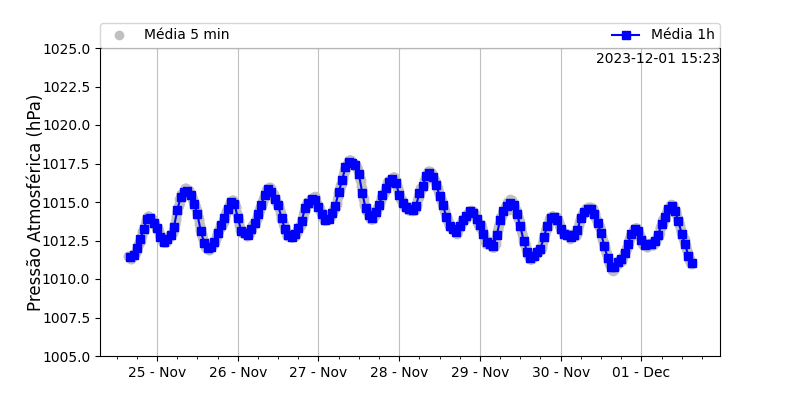 Média 5 min
Média 1h
2023-12-01 15:23
Pressão Atmosférica (hPa)
1025.0
1022.5
1020.0
1017.5
1015.0
1012.5
1010.0
1007.5
1005.0
25 - Nov
26 - Nov
27 - Nov
28 - Nov
29 - Nov
30 - Nov
01 - Dec